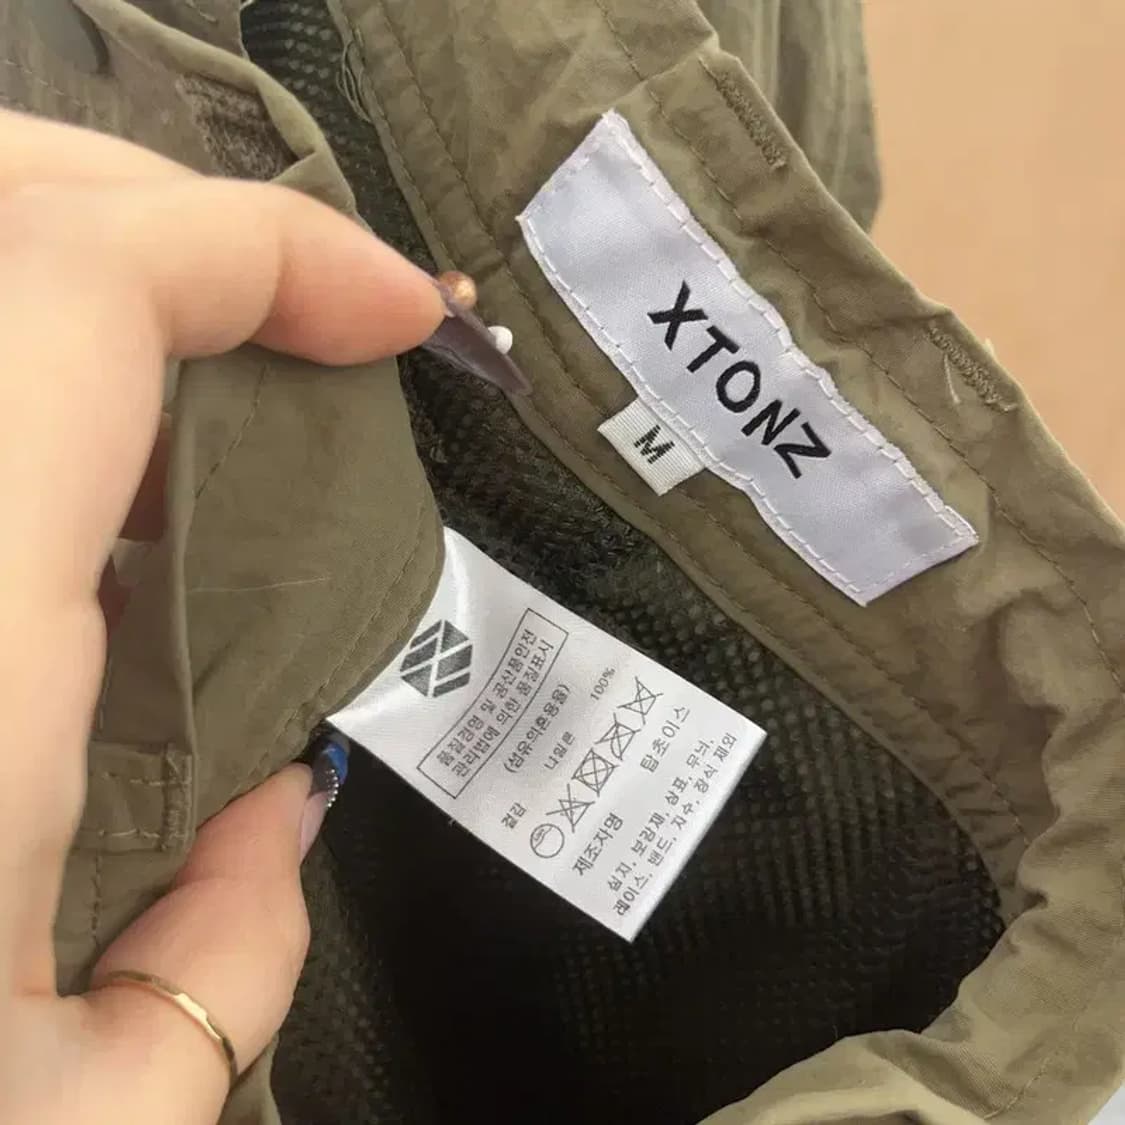 XTONZ
M
품질경영 및 공산품안전
관리법에 의한 품질표시
(섬유의혼용율)
겉감 나일론 100%
제조자명 탑초이스
심지, 보강재, 상표, 무늬,
레이스, 밴드, 자수, 장식 제외